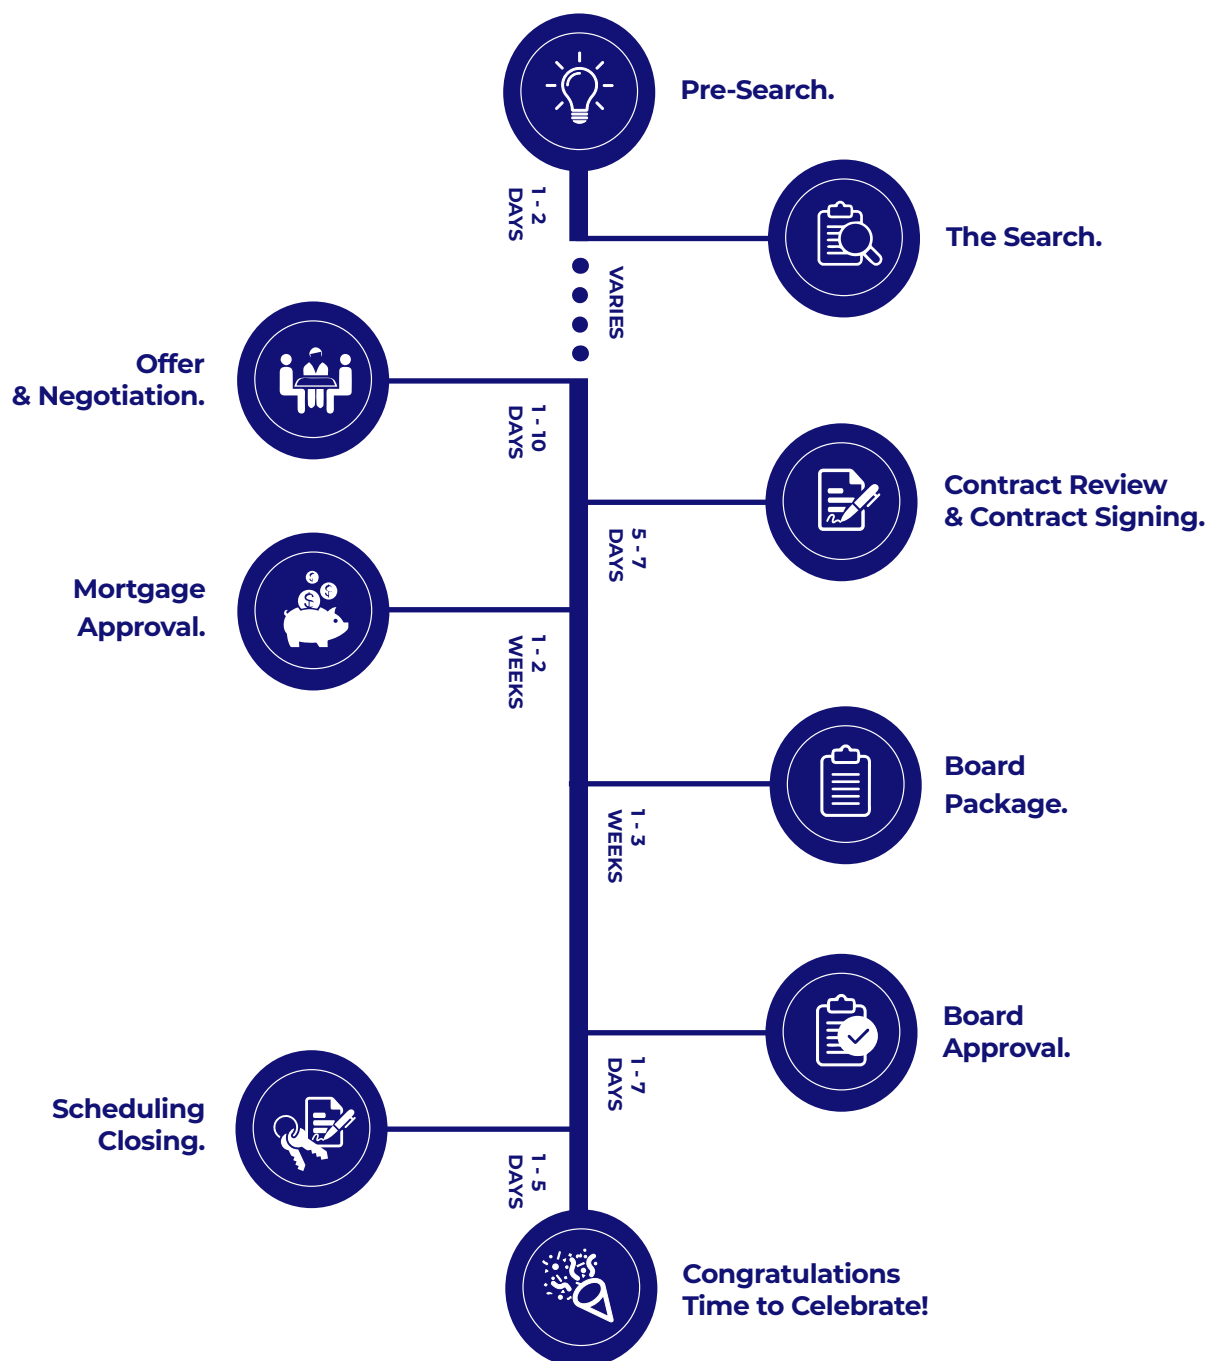 Pre-Search.
1 - 2
DAYS
The Search.
VARIES
Offer
& Negotiation.
1 - 10
DAYS
Contract Review
& Contract Signing.
5 - 7
DAYS
Mortgage
Approval.
1 - 2
WEEKS
Board
Package.
1 - 3
WEEKS
Board
Approval.
1 - 7
DAYS
Scheduling
Closing.
1 - 5
DAYS
Congratulations
Time to Celebrate!